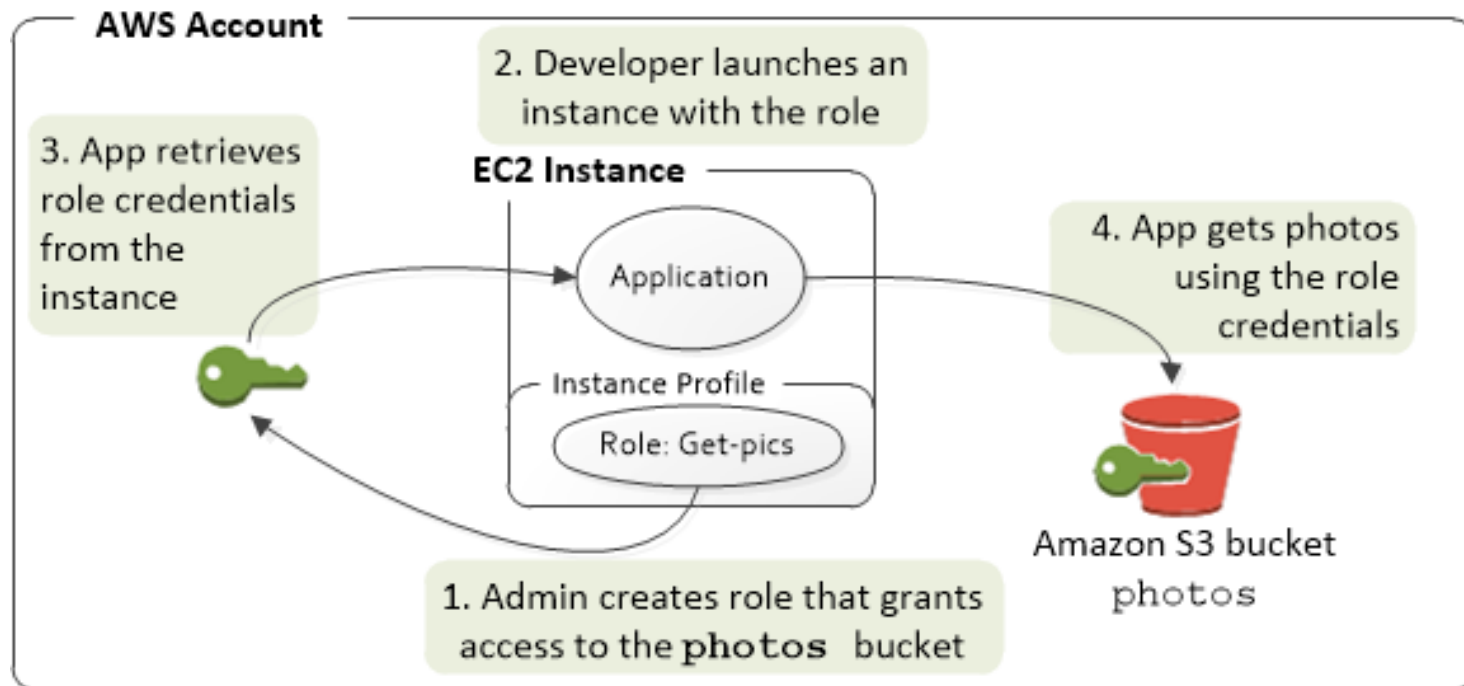 AWS Account
2. Developer launches an
instance with the role
3. App retrieves
role credentials
from the
instance
EC2 Instance
Application
4. App gets photos
using the role
credentials
Instance Profile
Role: Get-pics
Amazon S3 bucket
photos
1. Admin creates role that grants
access to the photos bucket